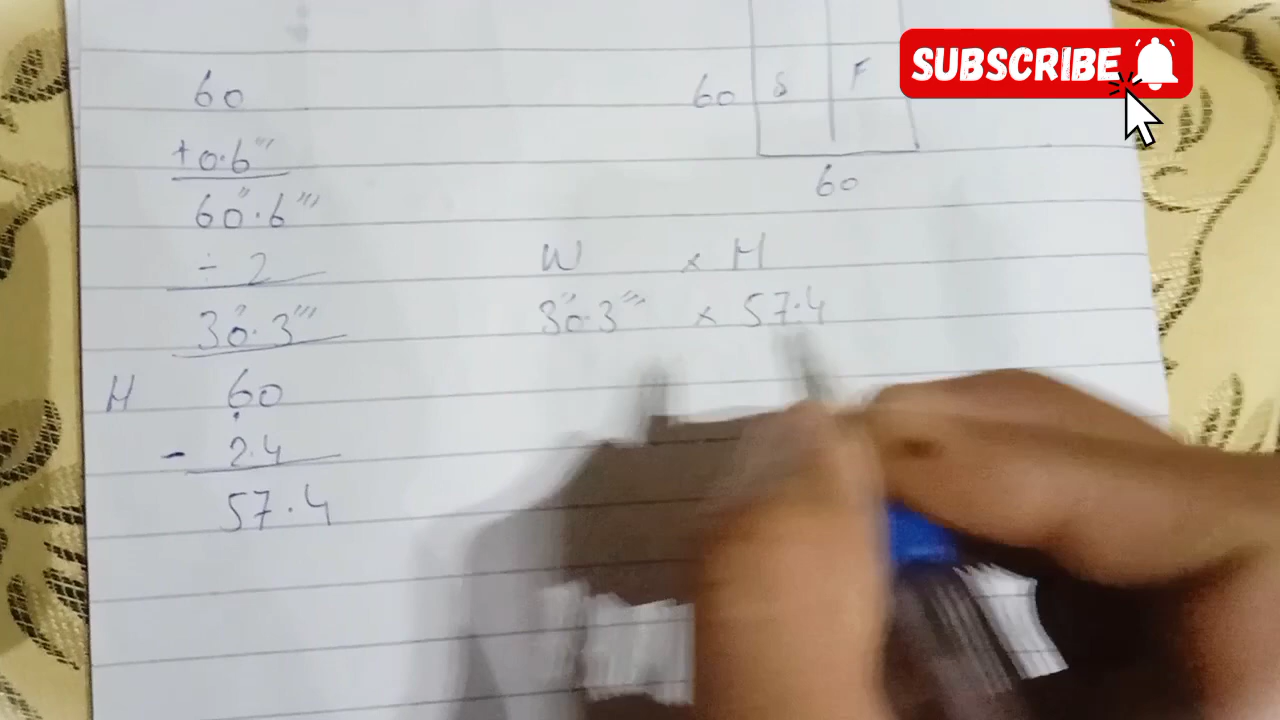 SUBSCRIBE
60
+0.6'''
60".6'''
÷ 2
30".3'''
H 60
- 2.4
57.4
60 S F
60
W x H
30".3''' x 57.4